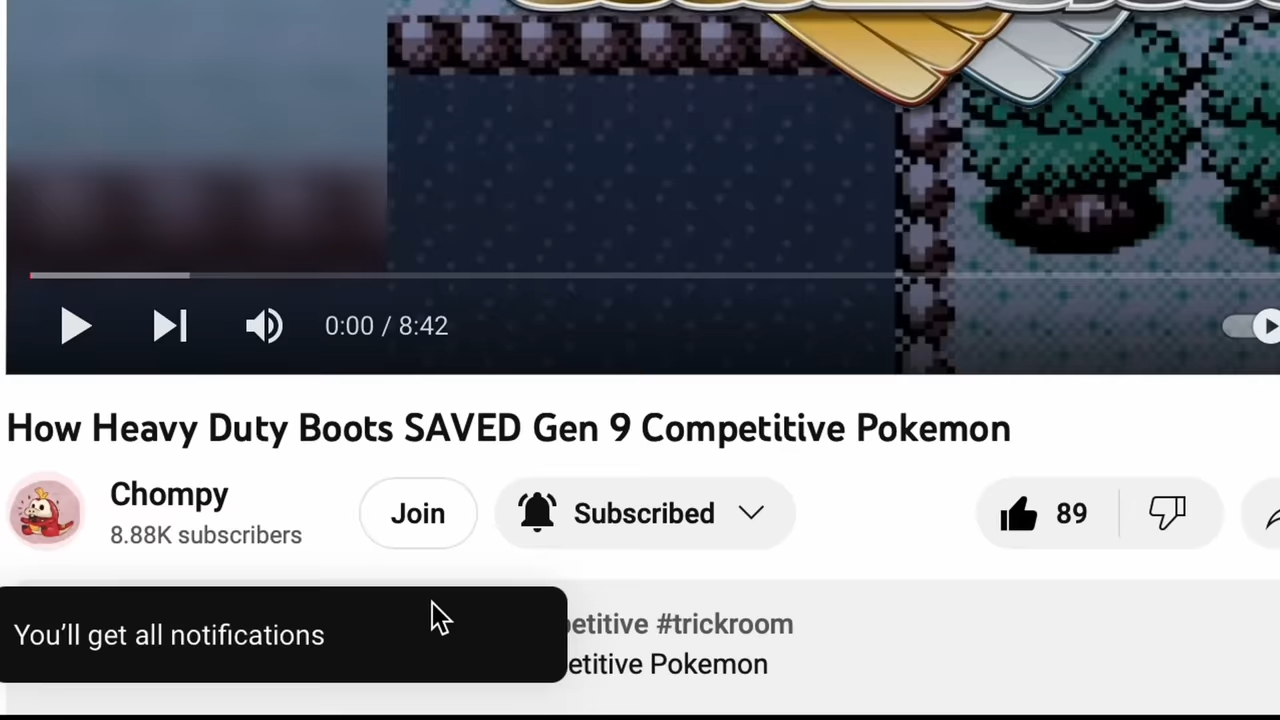 0:00 / 8:42
How Heavy Duty Boots SAVED Gen 9 Competitive Pokemon
Chompy
8.88K subscribers
Join
Subscribed
89
You’ll get all notifications
petitive #trickroom
etitive Pokemon